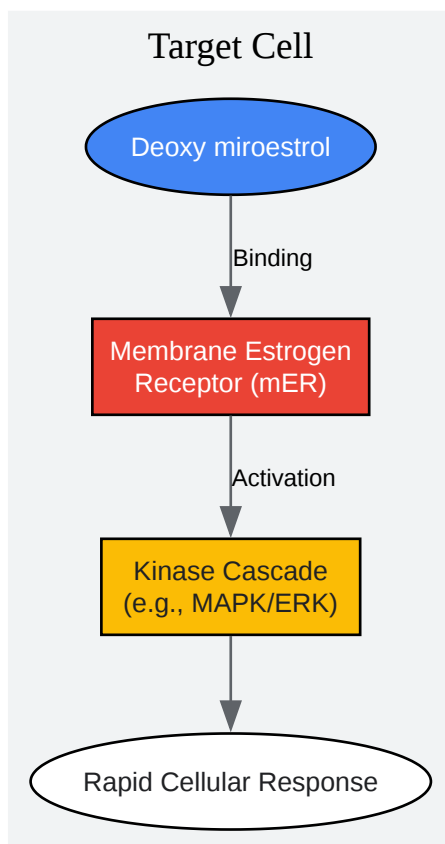 Target Cell
Deoxy miroestrol
Binding
Membrane Estrogen
Receptor (mER)
Activation
Kinase Cascade
(e.g., MAPK/ERK)
Rapid Cellular Response